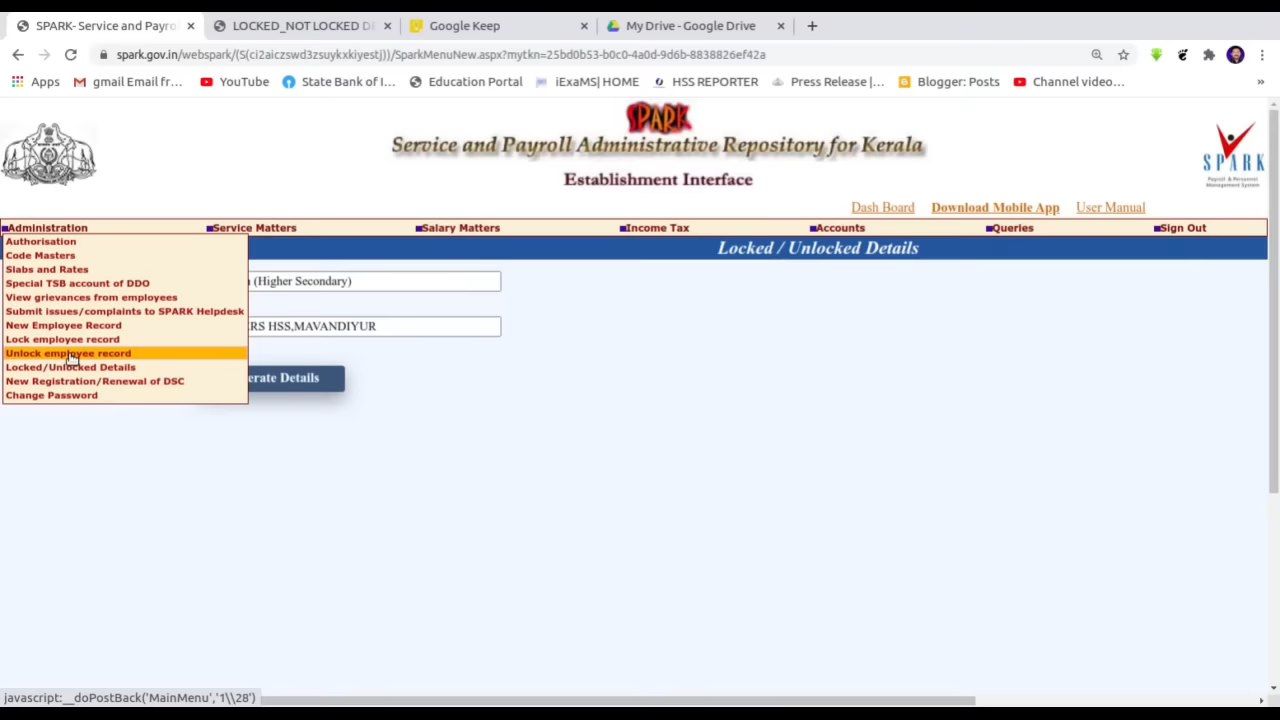 SPARK- Service and Payro
LOCKED_NOT LOCKED D
Google Keep
My Drive - Google Drive
spark.gov.in/webspark/(S(ci2aiczswd3zsuykxkiyestj))/SparkMenuNew.aspx?mytkn=25bd0b53-b0c0-4a0d-9d6b-8838826ef42a
Apps
gmail Email fr...
YouTube
State Bank of I...
Education Portal
iExaMS| HOME
HSS REPORTER
Press Release |...
Blogger: Posts
Channel video...
»
SPARK
Service and Payroll Administrative Repository for Kerala
Establishment Interface
SPARK
Payroll & Personnel
Management System
Dash Board Download Mobile App User Manual
Administration Service Matters Salary Matters Income Tax Accounts Queries Sign Out
Locked / Unlocked Details
Authorisation
Code Masters
Slabs and Rates
Special TSB account of DDO
View grievances from employees
Submit issues/complaints to SPARK Helpdesk
New Employee Record
Lock employee record
Unlock employee record
Locked/Unlocked Details
New Registration/Renewal of DSC
Change Password
(Higher Secondary)
RS HSS,MAVANDIYUR
erate Details
javascript:__doPostBack('MainMenu','1\\28')